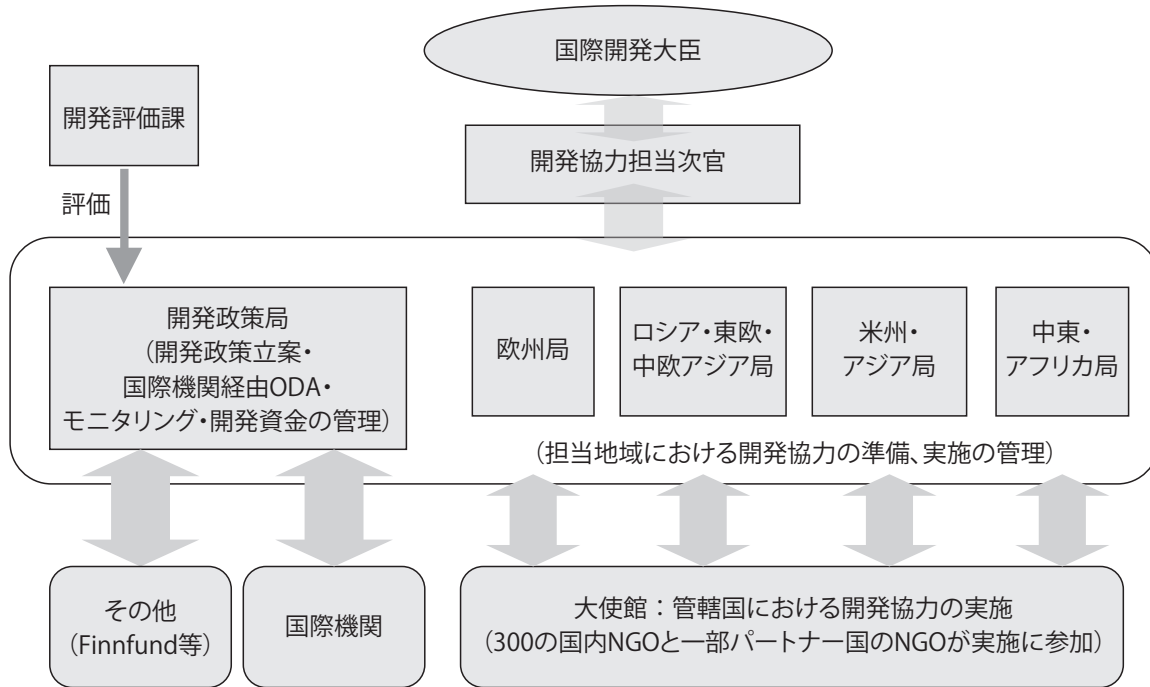 国際開発大臣
開発評価課
開発協力担当次官
評価
開発政策局
（開発政策立案・
国際機関経由ODA・
モニタリング・開発資金の管理）
欧州局
ロシア・東欧・
中欧アジア局
米州・
アジア局
中東・
アフリカ局
（担当地域における開発協力の準備、実施の管理）
その他
（Finnfund等）
国際機関
大使館：管轄国における開発協力の実施
（300の国内NGOと一部パートナー国のNGOが実施に参加）